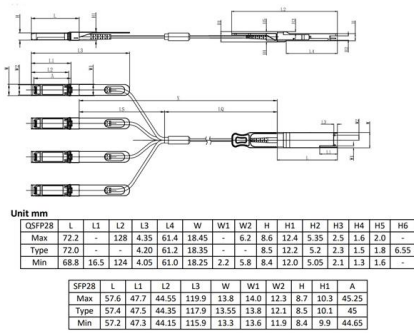 Unit mm
QSFP28 L L1 L2 L3 L4 W W1 W2 H H1 H2 H3 H4 H5 H6
Max 72.2 - 128 4.35 61.4 18.45 - 6.2 8.6 12.4 5.35 2.5 1.6 2.0 -
Type 72.0 - - 4.20 61.2 18.35 - - 8.5 12.2 5.2 2.3 1.5 1.8 6.55
Min 68.8 16.5 124 4.05 61.0 18.25 2.2 5.8 8.4 12.0 5.05 2.1 1.3 1.6 -
SFP28 L L1 L2 L3 W W1 W2 H H1 A
Max 57.6 47.7 44.55 119.9 13.8 14.0 12.3 8.7 10.3 45.25
Type 57.4 47.5 44.35 117.9 13.55 13.8 12.1 8.5 10.1 45
Min 57.2 47.3 44.15 115.9 13.3 13.6 11.9 8.4 9.9 44.65